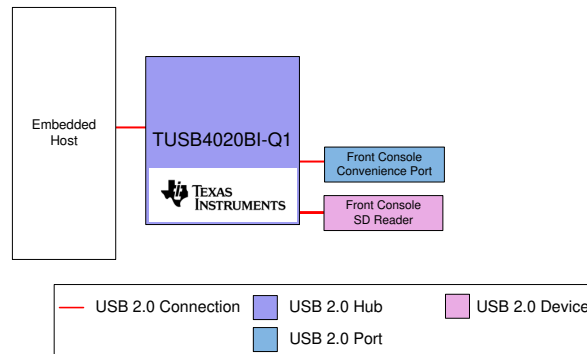 Embedded
Host
TUSB4020BI-Q1
TEXAS
INSTRUMENTS
Front Console
Convenience Port
Front Console
SD Reader
USB 2.0 Connection
USB 2.0 Hub
USB 2.0 Device
USB 2.0 Port